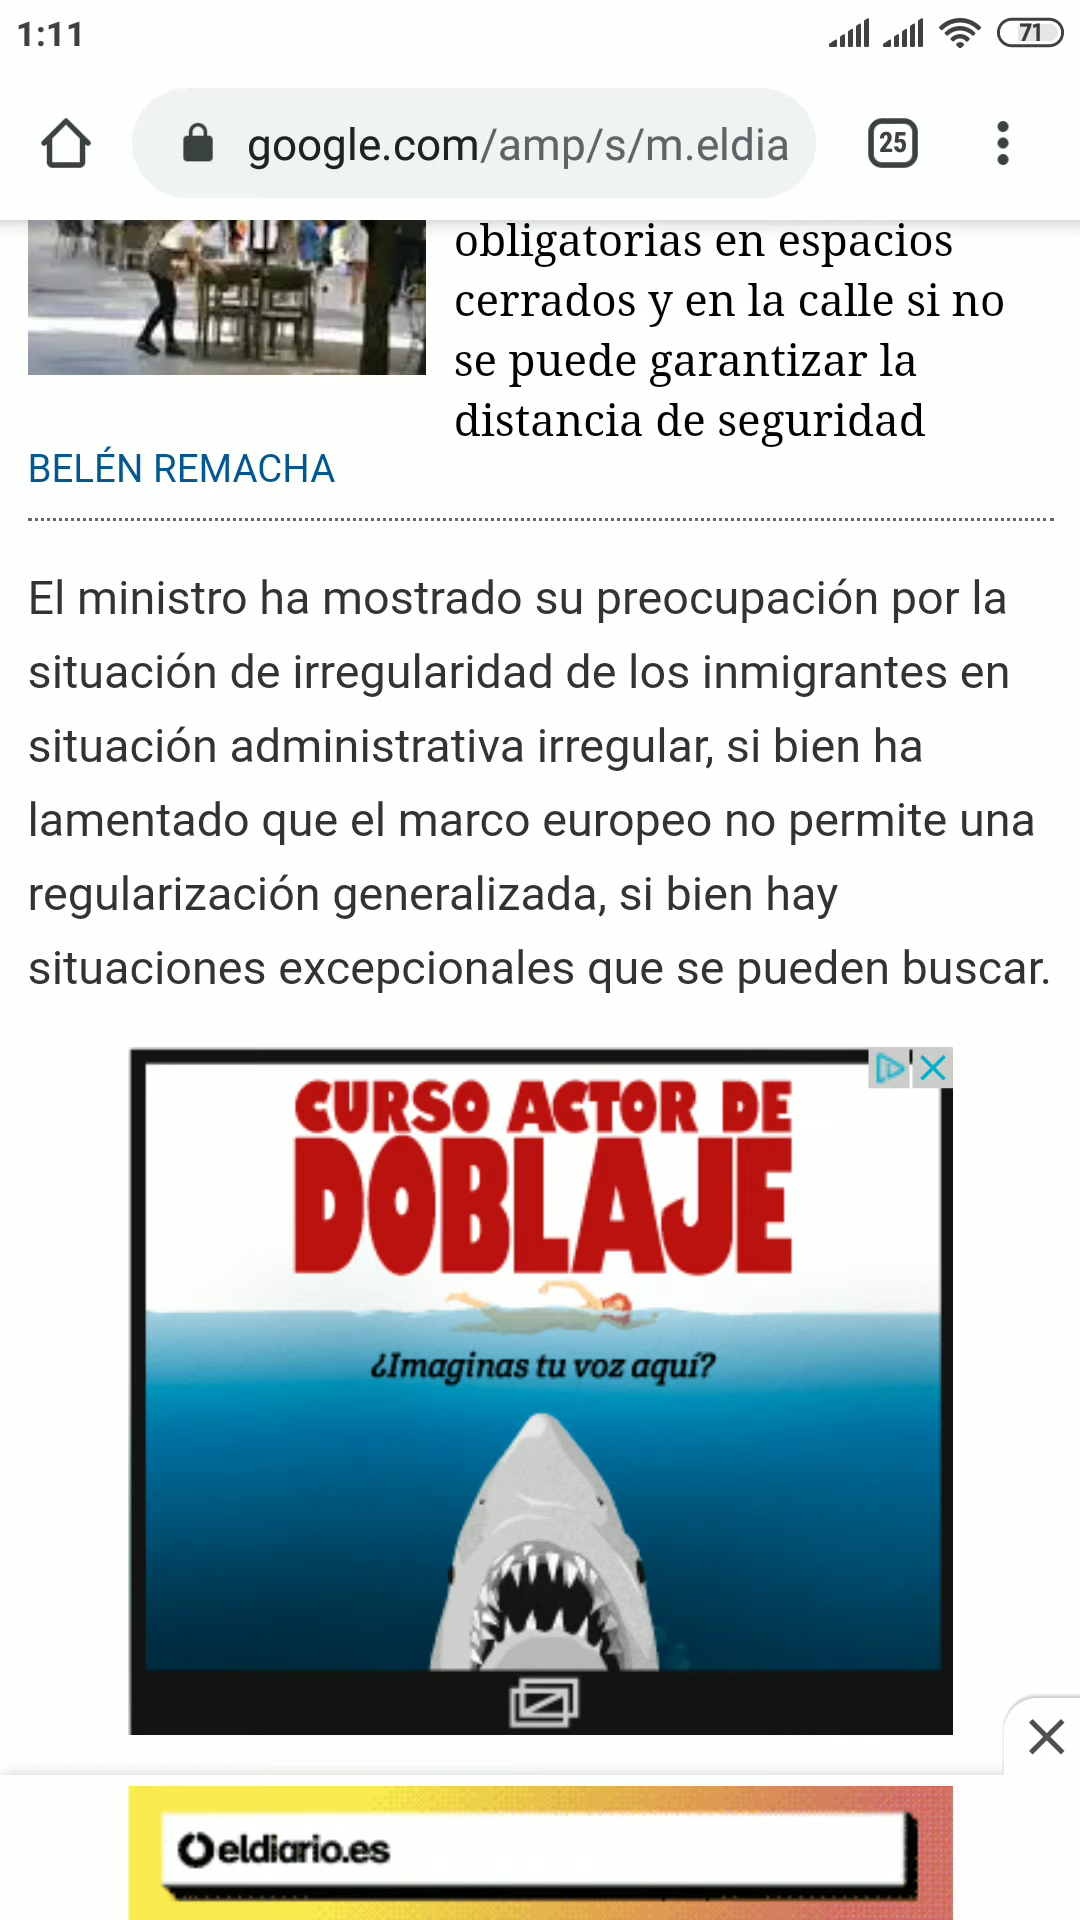 1:11
71
google.com/amp/s/m.eldia
25
obligatorias en espacios
cerrados y en la calle si no
se puede garantizar la
distancia de seguridad
BELÉN REMACHA
El ministro ha mostrado su preocupación por la
situación de irregularidad de los inmigrantes en
situación administrativa irregular, si bien ha
lamentado que el marco europeo no permite una
regularización generalizada, si bien hay
situaciones excepcionales que se pueden buscar.
CURSO ACTOR DE
DOBLAJE
¿Imaginas tu voz aquí?
eldiario.es